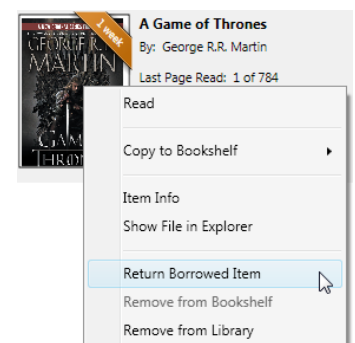 1 week
GEORGE R.R.
MARTIN
A Game of Thrones
By: George R.R. Martin
Last Page Read: 1 of 784
Read
Copy to Bookshelf
Item Info
Show File in Explorer
Return Borrowed Item
Remove from Bookshelf
Remove from Library